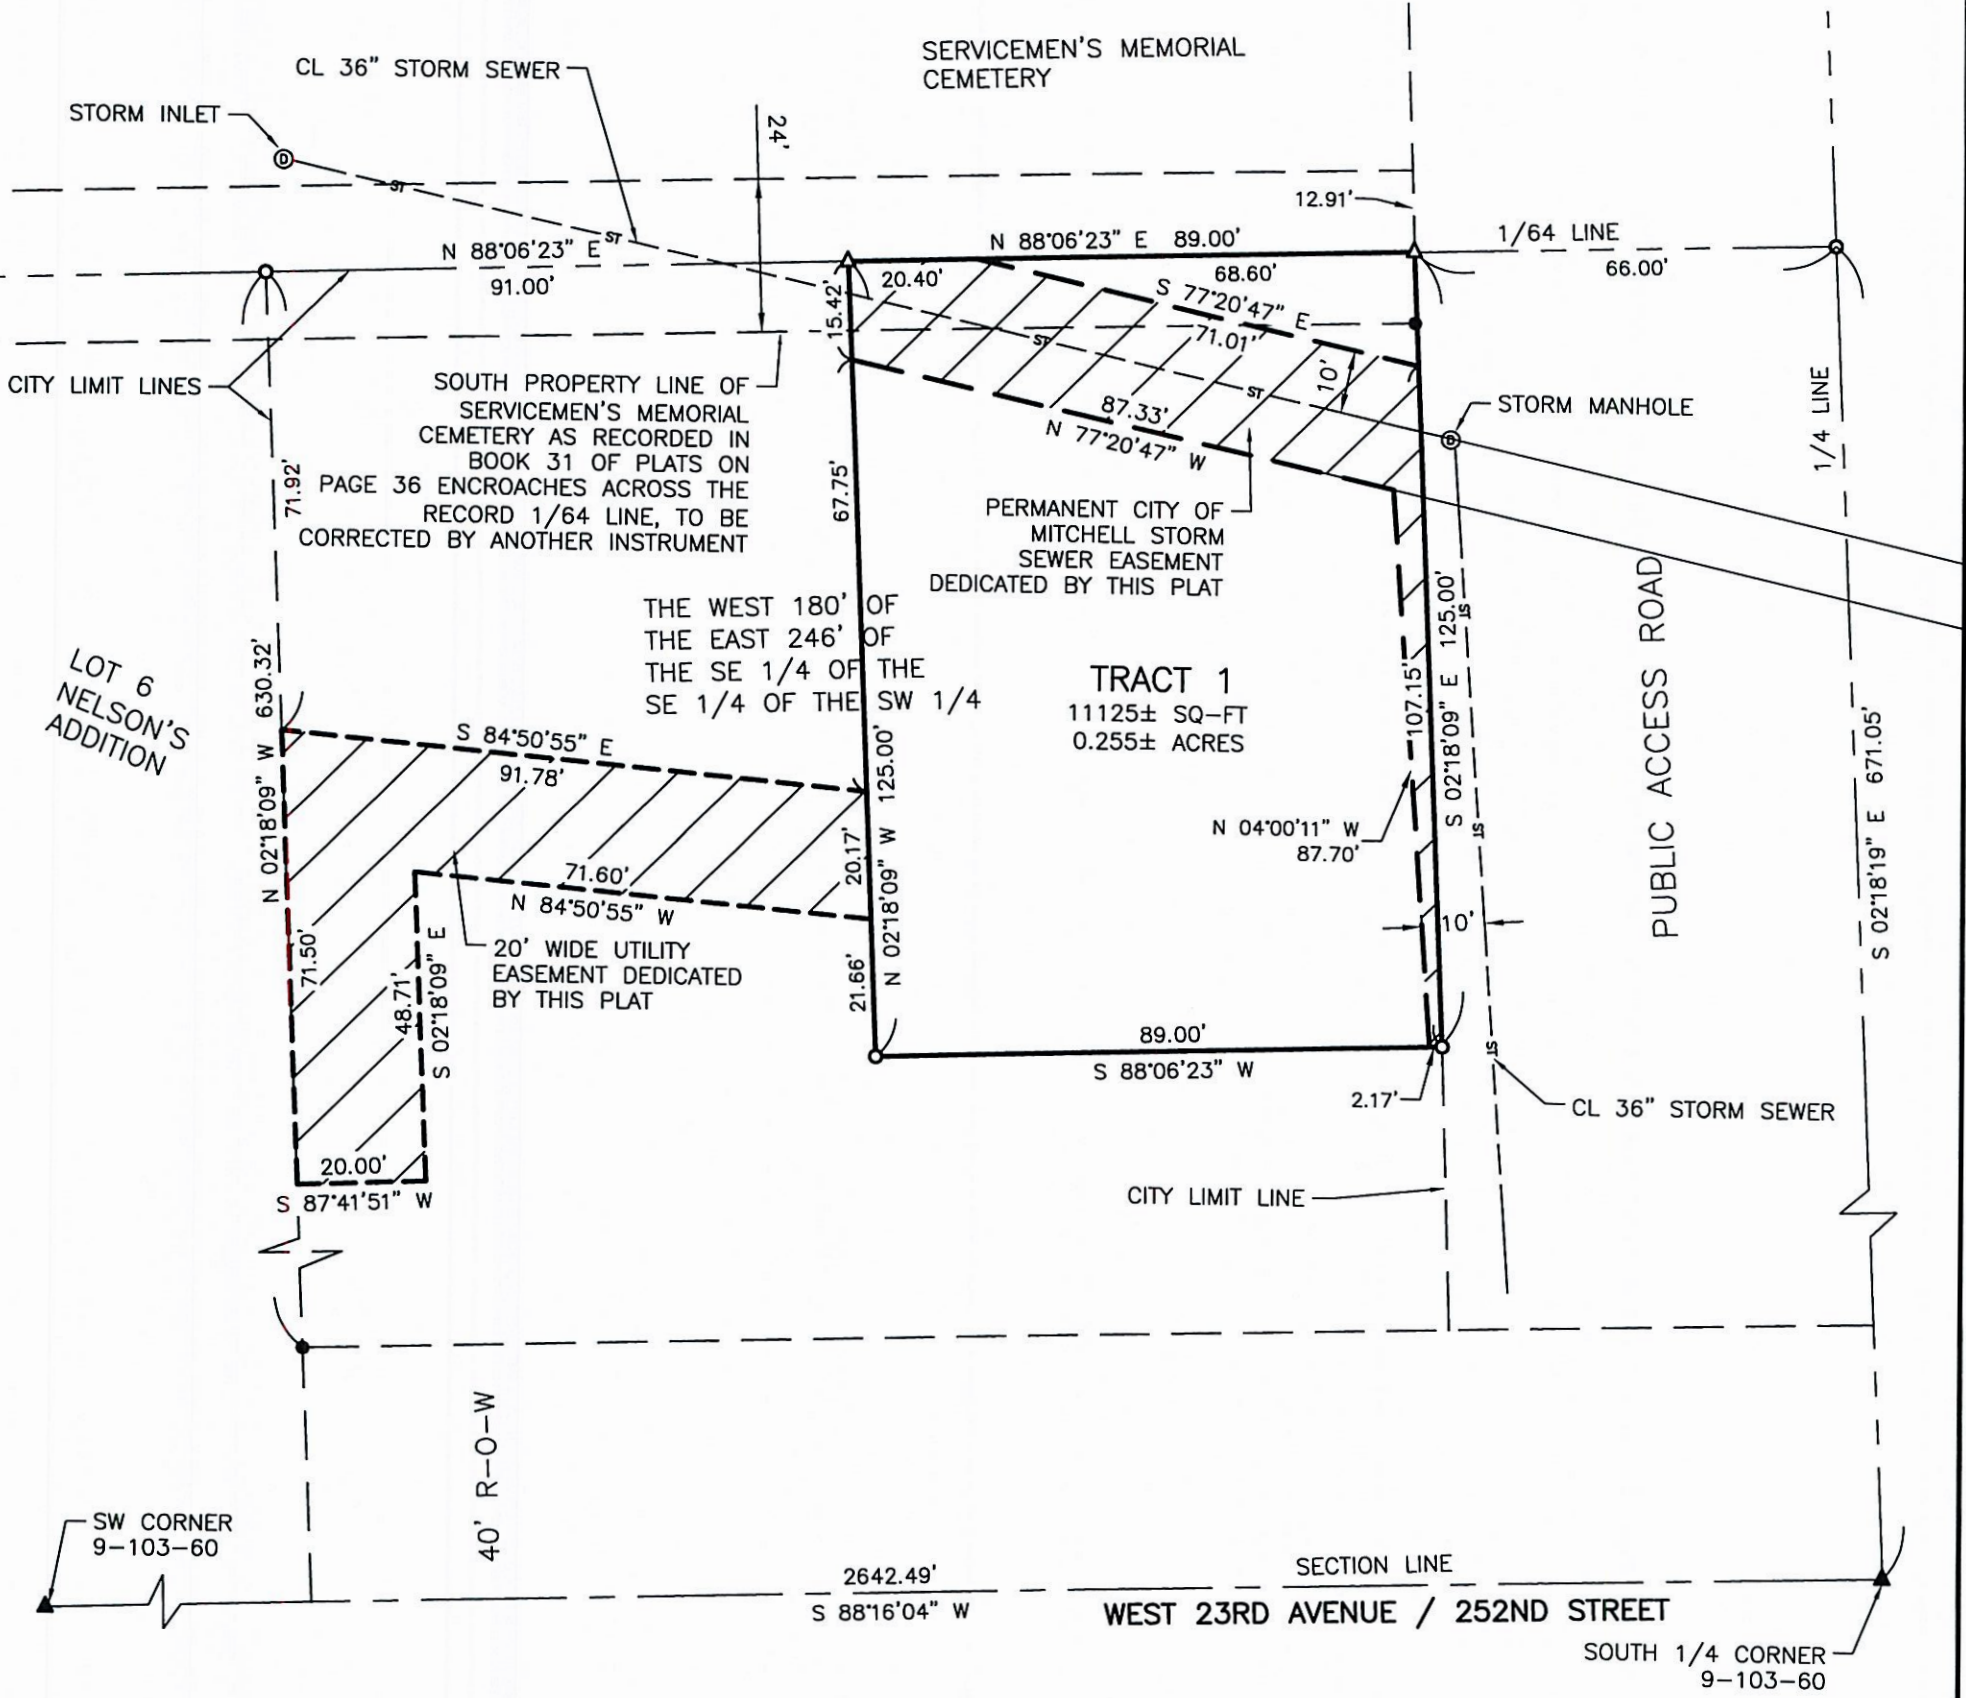 SERVICEMEN'S MEMORIAL
CEMETERY
CL 36" STORM SEWER
STORM INLET
D
24'
ST
12.91'
N 88°06'23" E
91.00'
ST
N 88°06'23" E 89.00'
1/64 LINE
66.00'
20.40'
68.60'
15.42'
S 77°20'47" E
71.01'
ST
ST
10'
CITY LIMIT LINES
SOUTH PROPERTY LINE OF
SERVICEMEN'S MEMORIAL
CEMETERY AS RECORDED IN
BOOK 31 OF PLATS ON
PAGE 36 ENCROACHES ACROSS THE
RECORD 1/64 LINE, TO BE
CORRECTED BY ANOTHER INSTRUMENT
87.33'
N 77°20'47" W
STORM MANHOLE
D
1/4 LINE
71.92'
67.75'
PERMANENT CITY OF
MITCHELL STORM
SEWER EASEMENT
DEDICATED BY THIS PLAT
THE WEST 180' OF
THE EAST 246' OF
THE SE 1/4 OF THE
SE 1/4 OF THE SW 1/4
LOT 6
NELSON'S
ADDITION
N 02°18'09" W 630.32'
TRACT 1
11125± SQ-FT
0.255± ACRES
107.15'
S 02°18'09" E 125.00'
ST
ST
PUBLIC ACCESS ROAD
S 02°18'19" E 671.05'
S 84°50'55" E
91.78'
N 02°18'09" W 125.00'
20.17'
N 04°00'11" W
87.70'
71.60'
N 84°50'55" W
10'
71.50'
48.71'
S 02°18'09" E
20' WIDE UTILITY
EASEMENT DEDICATED
BY THIS PLAT
21.66'
89.00'
S 88°06'23" W
ST
2.17'
CL 36" STORM SEWER
20.00'
S 87°41'51" W
CITY LIMIT LINE
40' R-O-W
SW CORNER
9-103-60
2642.49'
S 88°16'04" W
SECTION LINE
WEST 23RD AVENUE / 252ND STREET
SOUTH 1/4 CORNER
9-103-60